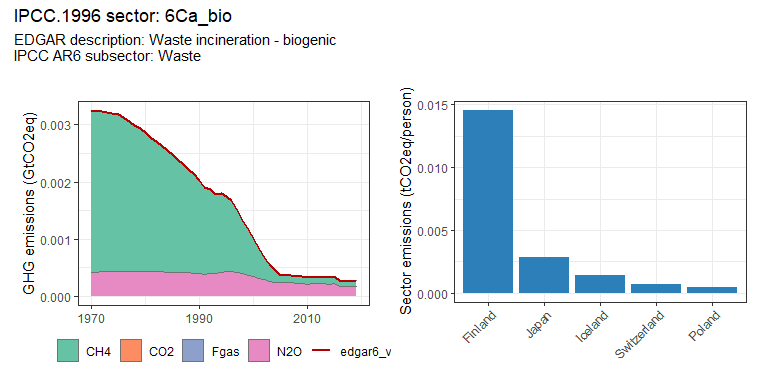 IPCC.1996 sector: 6Ca_bio
EDGAR description: Waste incineration - biogenic
IPCC AR6 subsector: Waste
GHG emissions (GtCO2eq)
0.003
0.002
0.001
0.000
1970
1990
2010
CH4
CO2
Fgas
N2O
edgar6_v
Sector emissions (tCO2eq/person)
0.015
0.010
0.005
0.000
Finland
Japan
Iceland
Switzerland
Poland